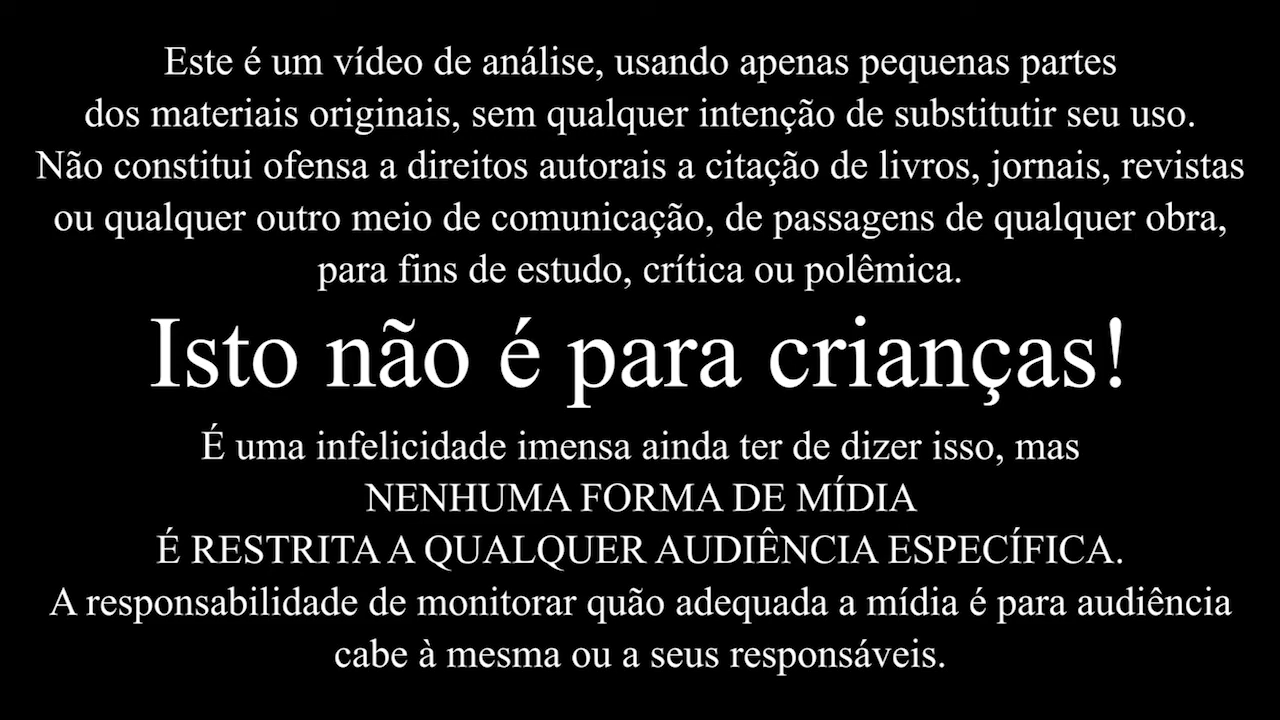 Este é um vídeo de análise, usando apenas pequenas partes
dos materiais originais, sem qualquer intenção de substitutir seu uso.
Não constitui ofensa a direitos autorais a citação de livros, jornais, revistas
ou qualquer outro meio de comunicação, de passagens de qualquer obra,
para fins de estudo, crítica ou polêmica.
Isto não é para crianças!
É uma infelicidade imensa ainda ter de dizer isso, mas
NENHUMA FORMA DE MÍDIA
É RESTRITA A QUALQUER AUDIÊNCIA ESPECÍFICA.
A responsabilidade de monitorar quão adequada a mídia é para audiência
cabe à mesma ou a seus responsáveis.